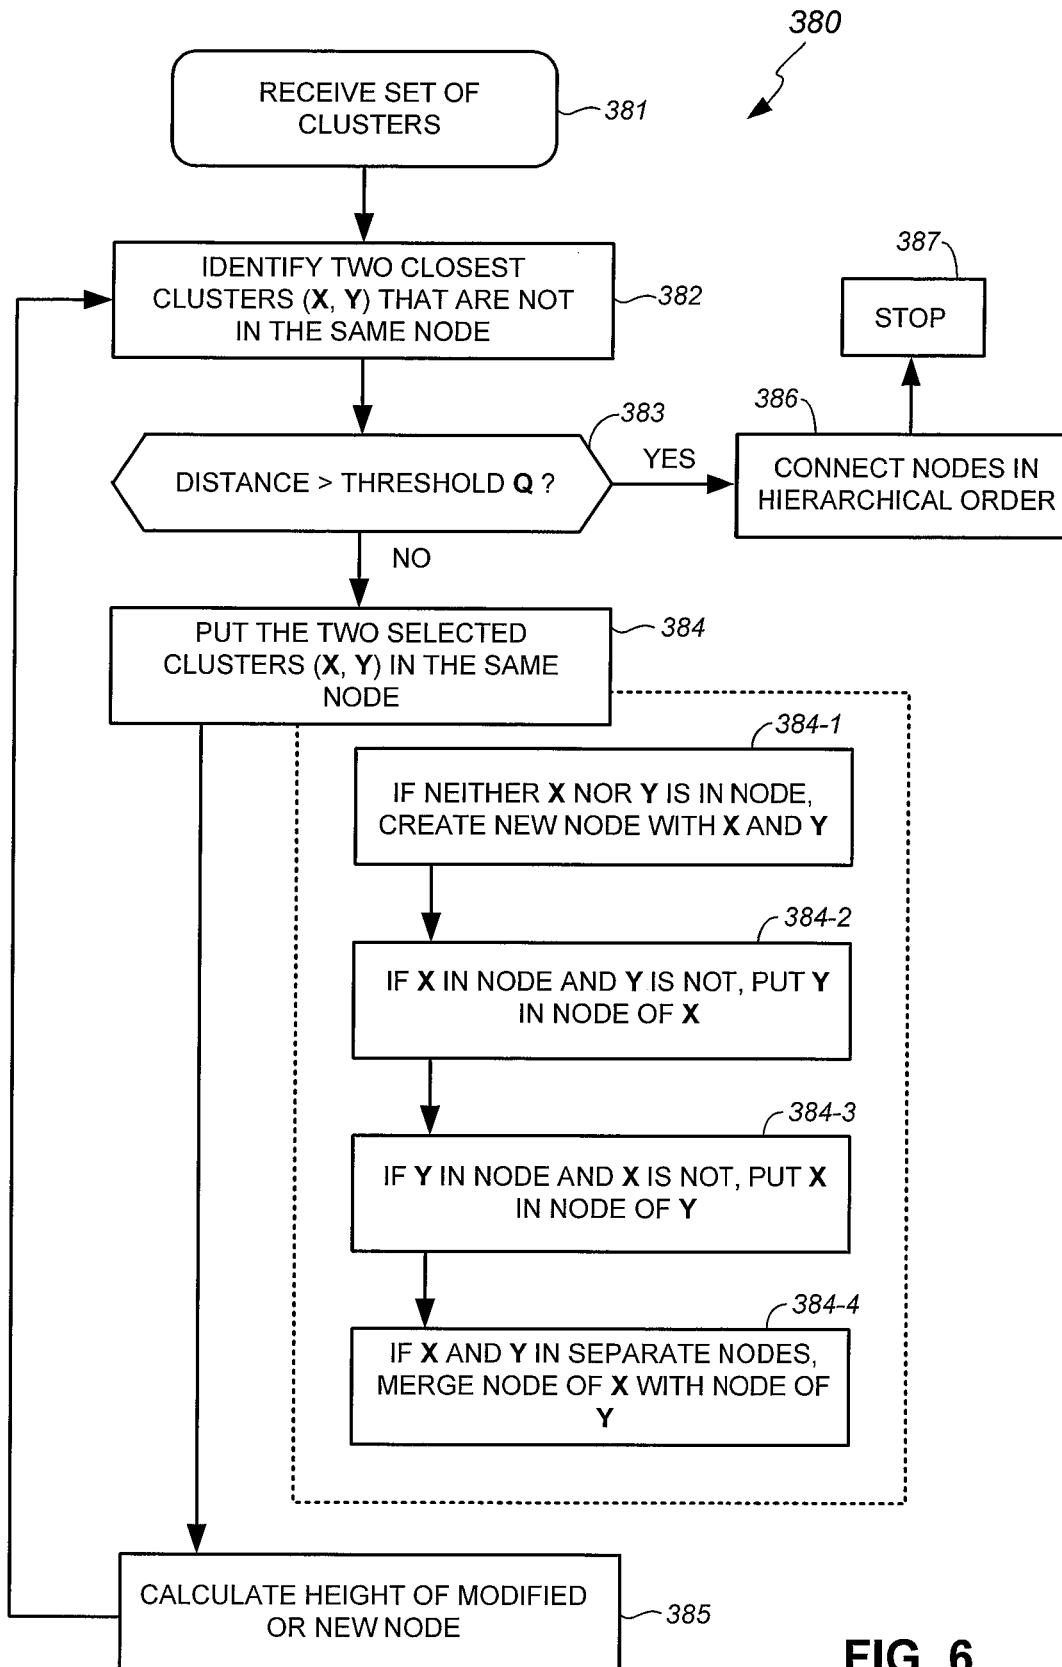 380
RECEIVE SET OF
CLUSTERS
381
IDENTIFY TWO CLOSEST
CLUSTERS (X, Y) THAT ARE NOT
IN THE SAME NODE
382
387
STOP
386
CONNECT NODES IN
HIERARCHICAL ORDER
383
DISTANCE > THRESHOLD Q ?
YES
NO
PUT THE TWO SELECTED
CLUSTERS (X, Y) IN THE SAME
NODE
384
384-1
IF NEITHER X NOR Y IS IN NODE,
CREATE NEW NODE WITH X AND Y
384-2
IF X IN NODE AND Y IS NOT, PUT Y
IN NODE OF X
384-3
IF Y IN NODE AND X IS NOT, PUT X
IN NODE OF Y
384-4
IF X AND Y IN SEPARATE NODES,
MERGE NODE OF X WITH NODE OF
Y
CALCULATE HEIGHT OF MODIFIED
OR NEW NODE
385
FIG. 6